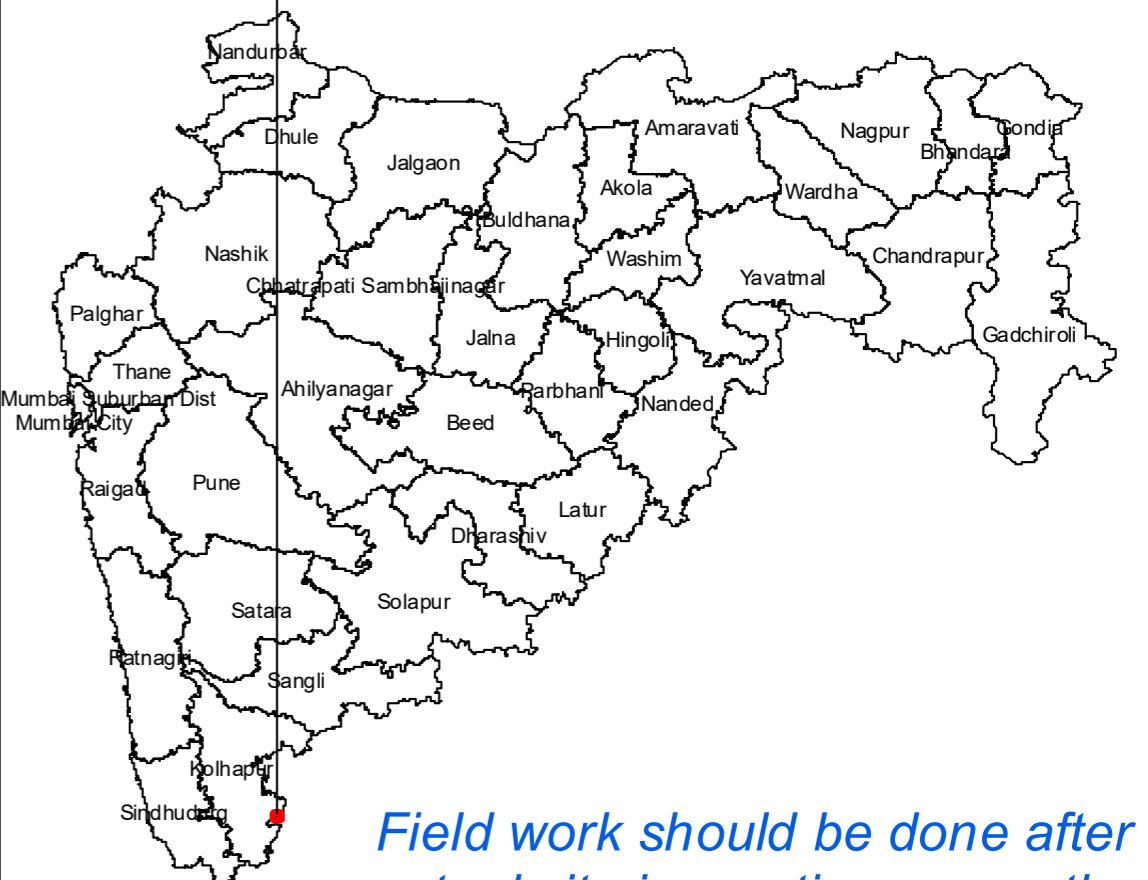 Nandurbar
Dhule
Jalgaon
Amaravati
Nagpur
Gondia
Bhandara
Akola
Wardha
Buldhana
Nashik
Washim
Chandrapur
Yavatmal
Chhatrapati Sambhajinagar
Palghar
Jalna
Hingoli
Gadchiroli
Thane
Ahilyanagar
Parbhani
Mumbai Suburban Dist
Nanded
Mumbai City
Beed
Raigad
Pune
Latur
Dharashiv
Satara
Solapur
Ratnagiri
Sangli
Kolhapur
Sindhudurg
Field work should be done after